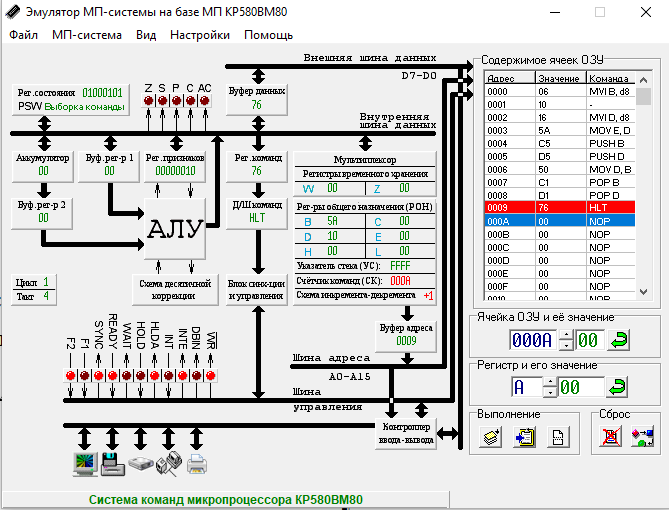 Эмулятор МП-системы на базе МП КР580ВМ80
Файл МП-система Вид Настройки Помощь
Внешняя шина данных
D7-D0
Z S P C AC
Рег.состояния 01000101
PSW Выборка команды
Буфер данных
76
Внутренняя
шина данных
Аккумулятор
00
Буф.рег-р 1
00
Рег.признаков
00000010
Рег.команд
76
Мультиплексор
Регистры временного хранения
W 00 Z 00
Буф.рег-р 2
00
АЛУ
Д/Ш команд
HLT
Рег-ры общего назначения (РОН)
B 5A C 00
D 10 E 00
H 00 L 00
Указатель стека (УС): FFFF
Счётчик команд (СК): 000A
Схема инкремента-декремента +1
Цикл 1
Такт 4
Схема десятичной
коррекции
Блок синх-ции
и управления
Буфер адреса
0009
F2 F1 SYNC READY WAIT HOLD HLDA INT INTE DBIN WR
Шина адреса
A0-A15
Шина
управления
Контроллер
ввода-вывода
Система команд микропроцессора КР580ВМ80
Содержимое ячеек ОЗУ
Адрес Значение Команда
0000 06 MVI B, d8
0001 10 -
0002 16 MVI D, d8
0003 5A MOV E, D
0004 C5 PUSH B
0005 D5 PUSH D
0006 50 MOV D, B
0007 C1 POP B
0008 D1 POP D
0009 76 HLT
000A 00 NOP
000B 00 NOP
000C 00 NOP
000D 00 NOP
000E 00 NOP
000F 00 NOP
0010 00 NOP
Ячейка ОЗУ и её значение
000A 00
Регистр и его значение
A 00
Выполнение
Сброс